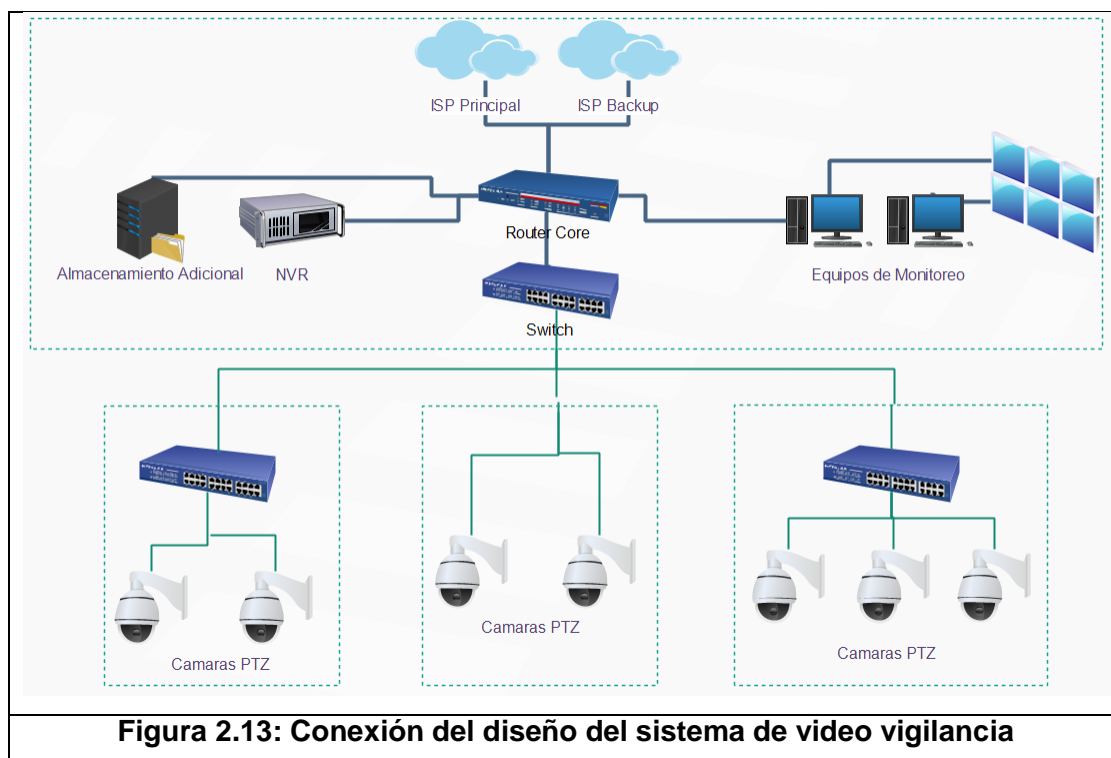 ISP Principal
ISP Backup
Router Core
Almacenamiento Adicional
NVR
Equipos de Monitoreo
Switch
Camaras PTZ
Camaras PTZ
Camaras PTZ
Figura 2.13: Conexión del diseño del sistema de video vigilancia